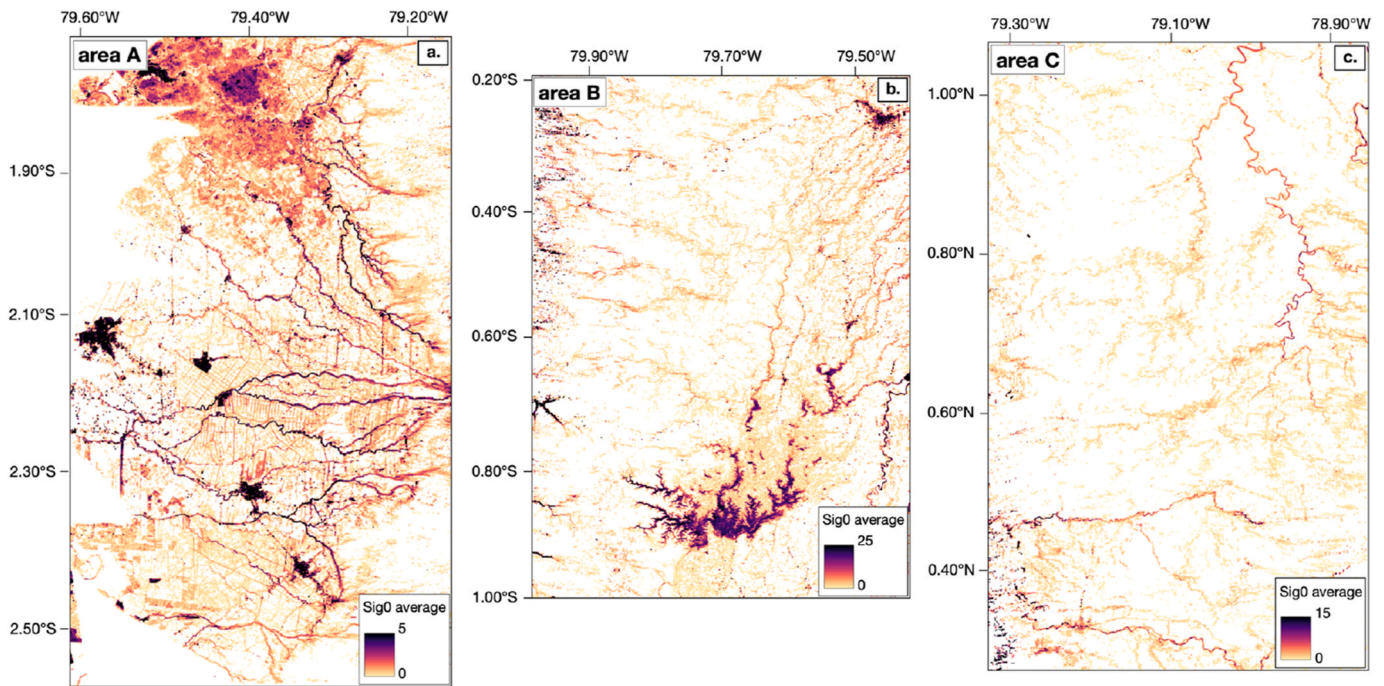 79.60°W 79.40°W 79.20°W
area A
a.
1.90°S
2.10°S
2.30°S
2.50°S
Sig0 average
5
0
79.90°W 79.70°W 79.50°W
0.20°S
area B
b.
0.40°S
0.60°S
0.80°S
1.00°S
Sig0 average
25
0
79.30°W 79.10°W 78.90°W
area C
c.
1.00°N
0.80°N
0.60°N
0.40°N
Sig0 average
15
0